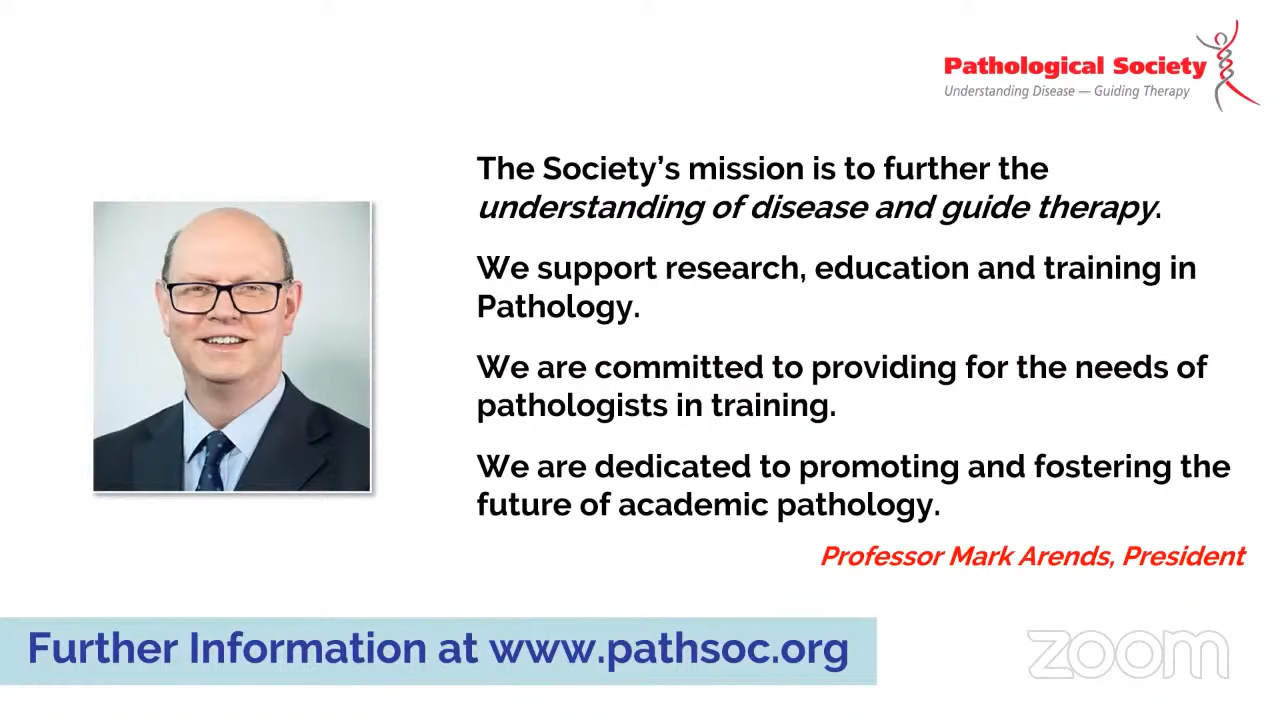 Pathological Society
Understanding Disease — Guiding Therapy
The Society’s mission is to further the
understanding of disease and guide therapy.
We support research, education and training in
Pathology.
We are committed to providing for the needs of
pathologists in training.
We are dedicated to promoting and fostering the
future of academic pathology.
Professor Mark Arends, President
Further Information at www.pathsoc.org
zoom